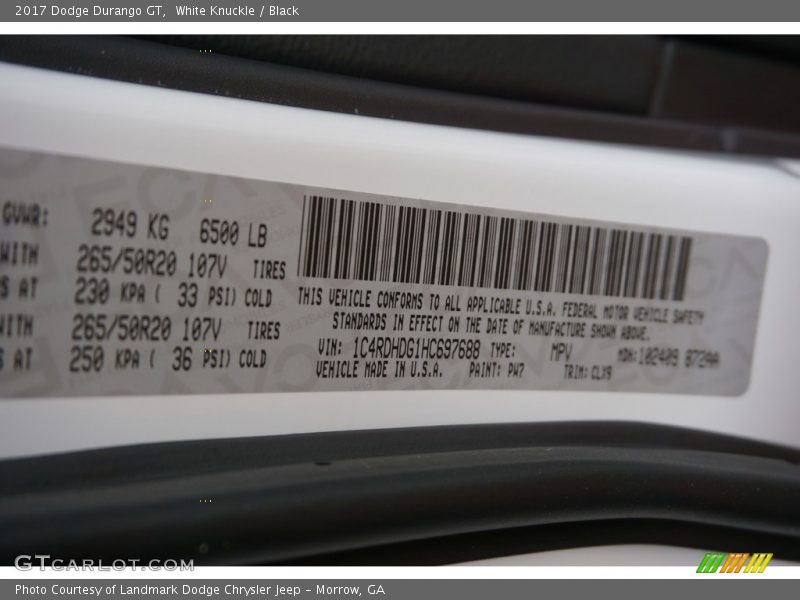 2017 Dodge Durango GT, White Knuckle / Black
GVWR: 2949 KG 6500 LB
WITH 265/50R20 107V TIRES
S AT 230 KPA ( 33 PSI) COLD
WITH 265/50R20 107V TIRES
S AT 250 KPA ( 36 PSI) COLD
THIS VEHICLE CONFORMS TO ALL APPLICABLE U.S.A. FEDERAL MOTOR VEHICLE SAFETY
STANDARDS IN EFFECT ON THE DATE OF MANUFACTURE SHOWN ABOVE.
VIN: 1C4RDHDG1HC697688 TYPE: MPV MDH: 102409 872AA
VEHICLE MADE IN U.S.A. PAINT: PW7 TRIM: CLX9
GTCARLOT.COM
Photo Courtesy of Landmark Dodge Chrysler Jeep – Morrow, GA